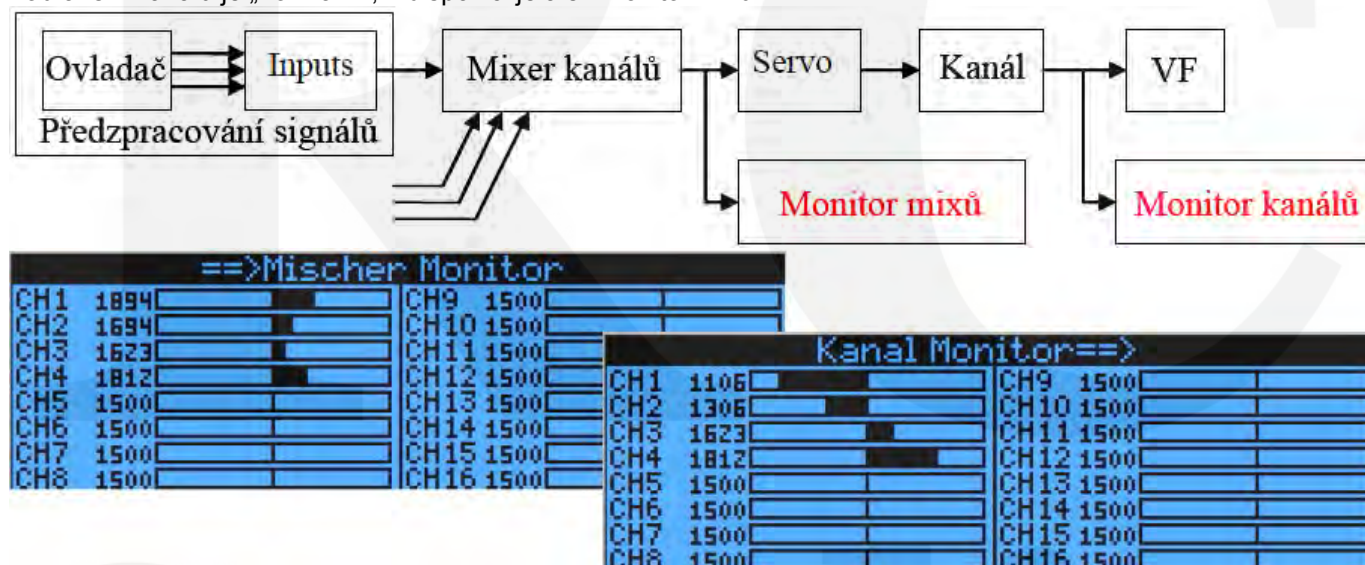 Ovladač
Inputs
Mixer kanálů
Servo
Kanál
VF
Předzpracování signálů
Monitor mixů
Monitor kanálů
==>Mischer Monitor
CH1 1894
CH2 1694
CH3 1623
CH4 1812
CH5 1500
CH6 1500
CH7 1500
CH8 1500
CH9 1500
CH10 1500
CH11 1500
CH12 1500
CH13 1500
CH14 1500
CH15 1500
CH16 1500
Kanal Monitor==>
CH1 1106
CH2 1306
CH3 1623
CH4 1812
CH5 1500
CH6 1500
CH7 1500
CH8 1500
CH9 1500
CH10 1500
CH11 1500
CH12 1500
CH13 1500
CH14 1500
CH15 1500
CH16 1500